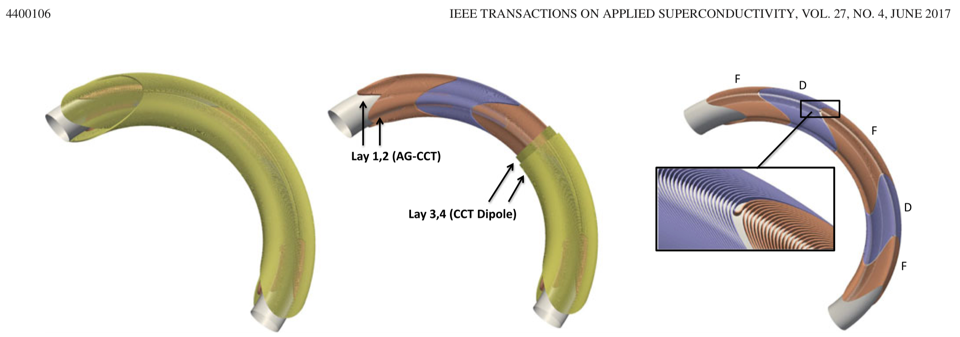 4400106
IEEE TRANSACTIONS ON APPLIED SUPERCONDUCTIVITY, VOL. 27, NO. 4, JUNE 2017
Lay 1,2 (AG-CCT)
Lay 3,4 (CCT Dipole)
F
D
F
D
F